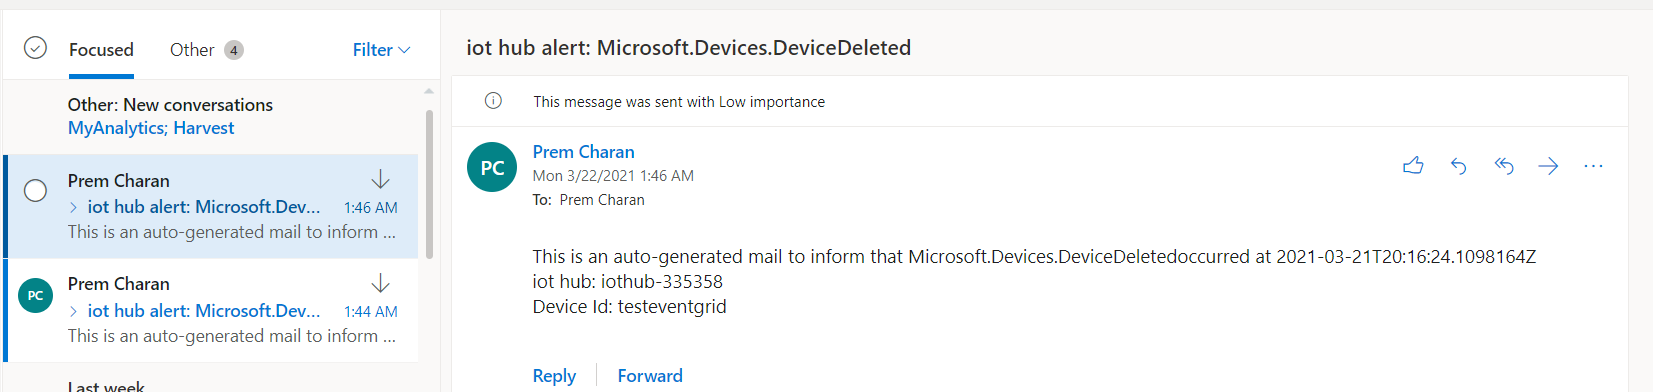 Focused
Other 4
Filter
Other: New conversations
MyAnalytics; Harvest
Prem Charan
iot hub alert: Microsoft.Dev... 1:46 AM
This is an auto-generated mail to inform ...
PC
Prem Charan
iot hub alert: Microsoft.Dev... 1:44 AM
This is an auto-generated mail to inform ...
Last week
iot hub alert: Microsoft.Devices.DeviceDeleted
This message was sent with Low importance
PC
Prem Charan
Mon 3/22/2021 1:46 AM
To: Prem Charan
This is an auto-generated mail to inform that Microsoft.Devices.DeviceDeletedoccurred at 2021-03-21T20:16:24.1098164Z
iot hub: iothub-335358
Device Id: testeventgrid
Reply
Forward